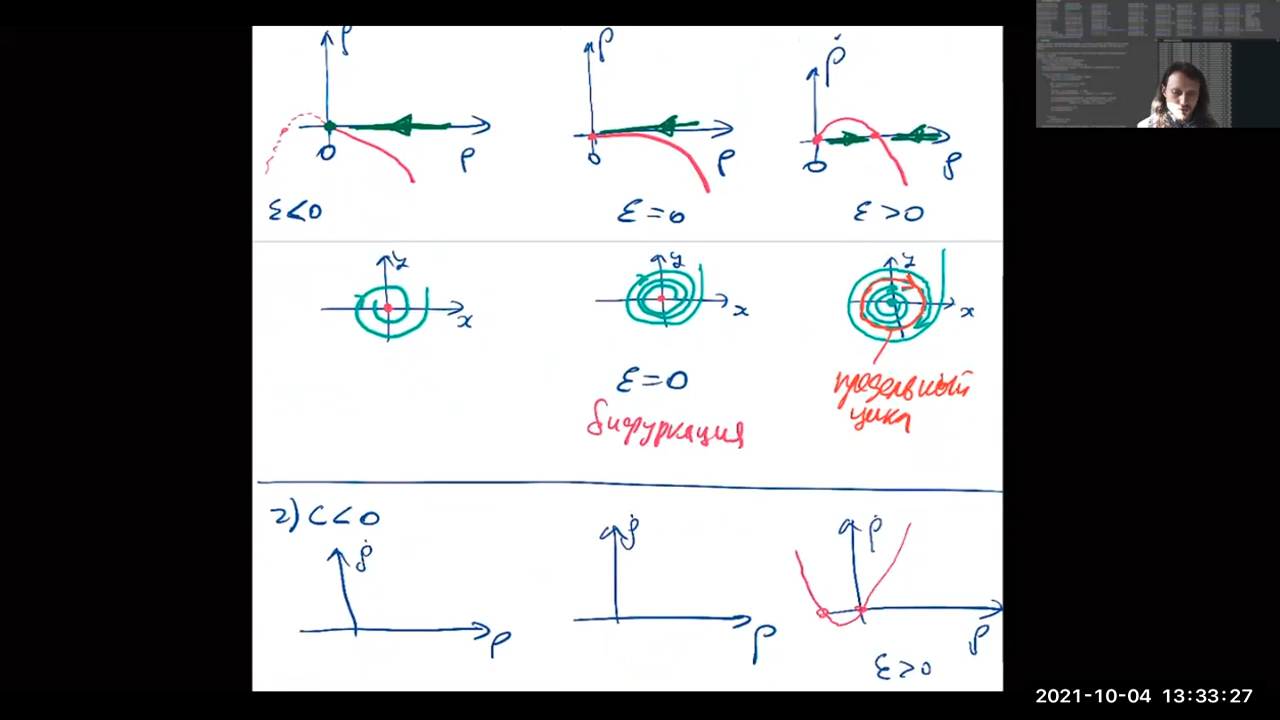 ρ ρ ρ̇
0 ρ 0 ρ 0 ρ
ε<0 ε=0 ε>0
y y y
x x x
ε=0
предельный
цикл
бифуркация
2) C<0
ρ̇ ρ̇ ρ̇
ρ ρ ρ
ε>0
2021-10-04 13:33:27